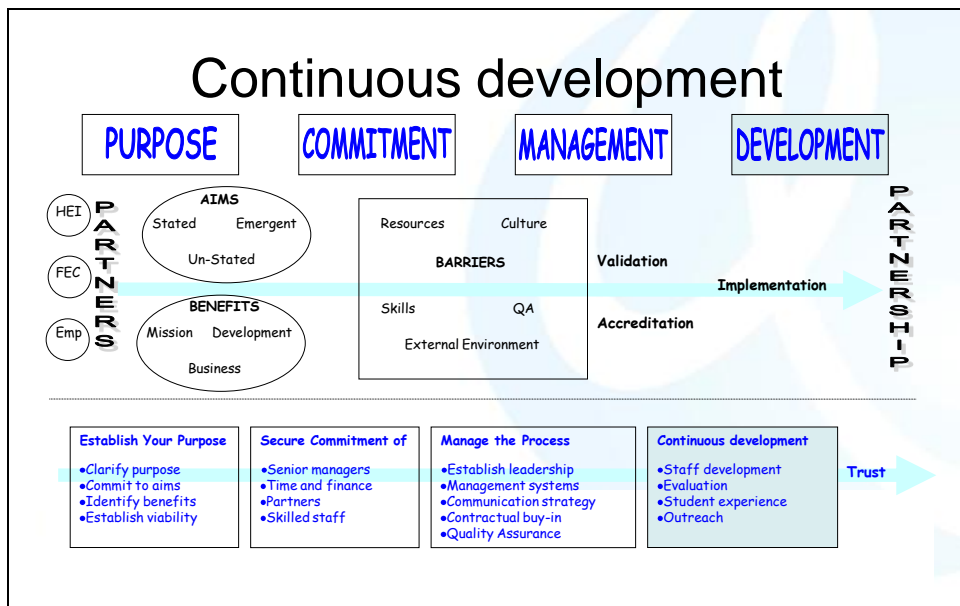 Continuous development
PURPOSE
COMMITMENT
MANAGEMENT
DEVELOPMENT
HEI
FEC
Emp
PARTNERS
AIMS
Stated Emergent
Un-Stated
BENEFITS
Mission Development
Business
Resources Culture
BARRIERS
Skills QA
External Environment
Validation
Accreditation
Implementation
PARTNERSHIP
Establish Your Purpose
•Clarify purpose
•Commit to aims
•Identify benefits
•Establish viability
Secure Commitment of
•Senior managers
•Time and finance
•Partners
•Skilled staff
Manage the Process
•Establish leadership
•Management systems
•Communication strategy
•Contractual buy-in
•Quality Assurance
Continuous development
•Staff development
•Evaluation
•Student experience
•Outreach
Trust